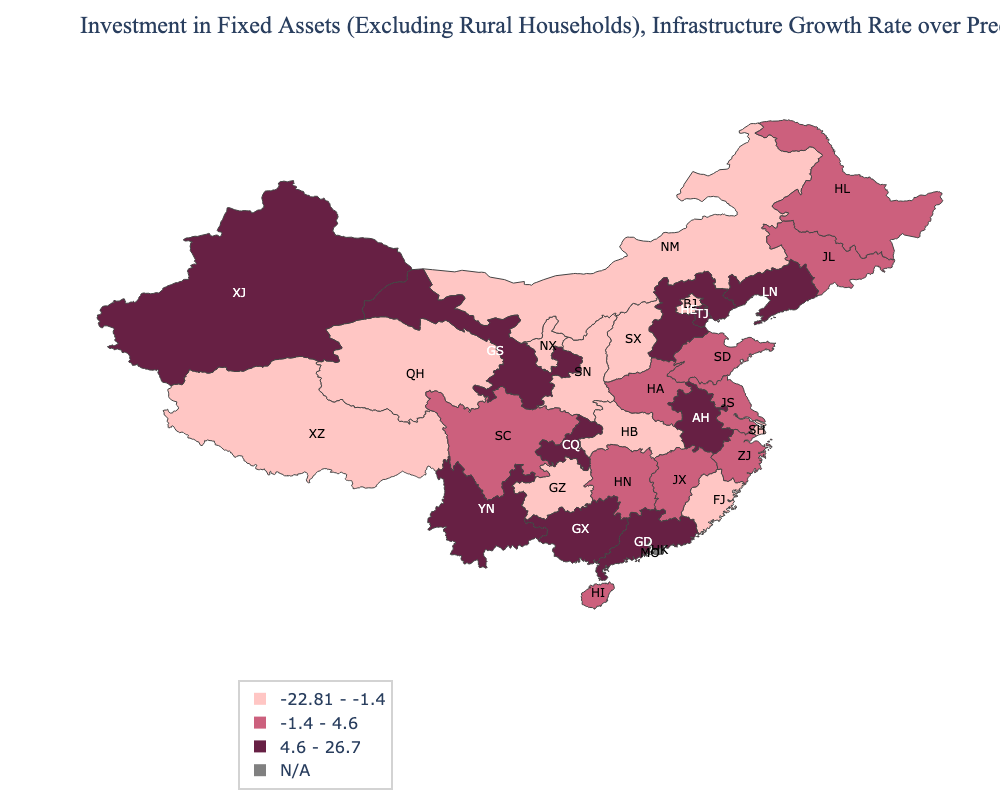 Investment in Fixed Assets (Excluding Rural Households), Infrastructure Growth Rate over Pre
HL
NM
JL
XJ
LN
BJ
HE
TJ
SX
NX
GS
SD
QH
SN
HA
JS
AH
XZ
SC
HB
SH
CQ
ZJ
GZ
HN
JX
FJ
YN
GX
GD
HK
MO
HI
-22.81 - -1.4
-1.4 - 4.6
4.6 - 26.7
N/A